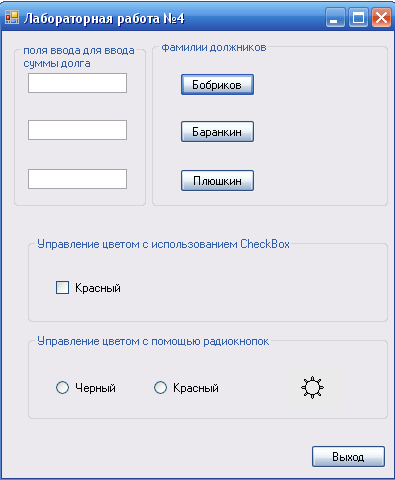 Лабораторная работа №4
поля ввода для ввода
суммы долга
Фамилии должников
Бобриков
Баранкин
Плюшкин
Управление цветом с использованием CheckBox
Красный
Управление цветом с помощью радиокнопок
Черный Красный
Выход